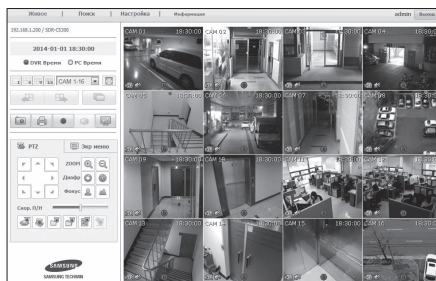 Живое | Поиск | Настройка | Информация admin Выход
192.168.1.200 / SDR-C5300
2014-01-01 18:30:00
DVR Время PC Время
1 4 9 16 CAM 1-16
PTZ Экр меню
ZOOM
Диафр
Фокус
Скор. П/Н
SAMSUNG
SAMSUNG TECHWIN
CAM 01 18:30:00 CAM 02 18:30:00 CAM 03 18:30:00 CAM 04 18:30:00
CAM 05 18:30:00 CAM 06 18:30:00 CAM 07 18:30:00 CAM 08 18:30:00
CAM 09 18:30:00 CAM 10 18:30:00 CAM 11 18:30:00 CAM 12 18:30:00
CAM 13 18:30:00 CAM 14 18:30:00 CAM 15 18:30:00 CAM 16 18:30:00